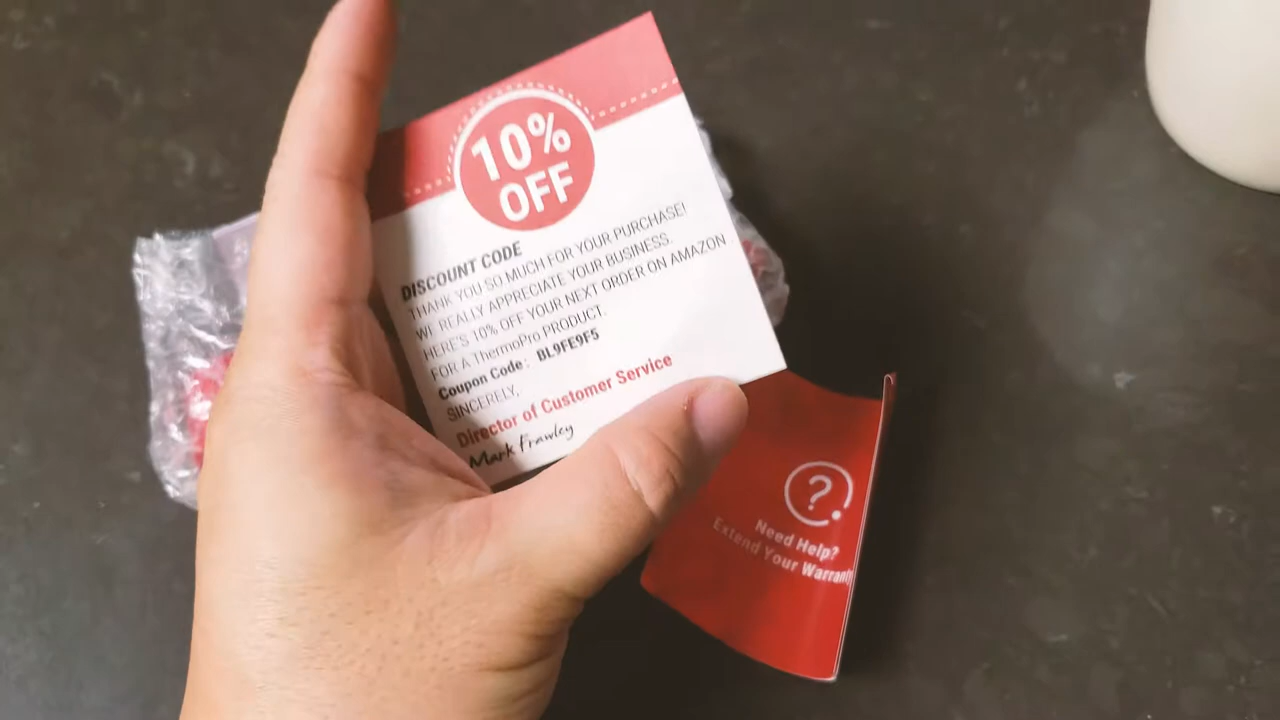 10%
OFF
DISCOUNT CODE
THANK YOU SO MUCH FOR YOUR PURCHASE!
WE REALLY APPRECIATE YOUR BUSINESS.
HERE'S 10% OFF YOUR NEXT ORDER ON AMAZON
FOR A ThermoPro PRODUCT.
Coupon Code: BL9FE9F5
SINCERELY,
Director of Customer Service
Mark Frawley
?
Need Help?
Extend Your Warranty